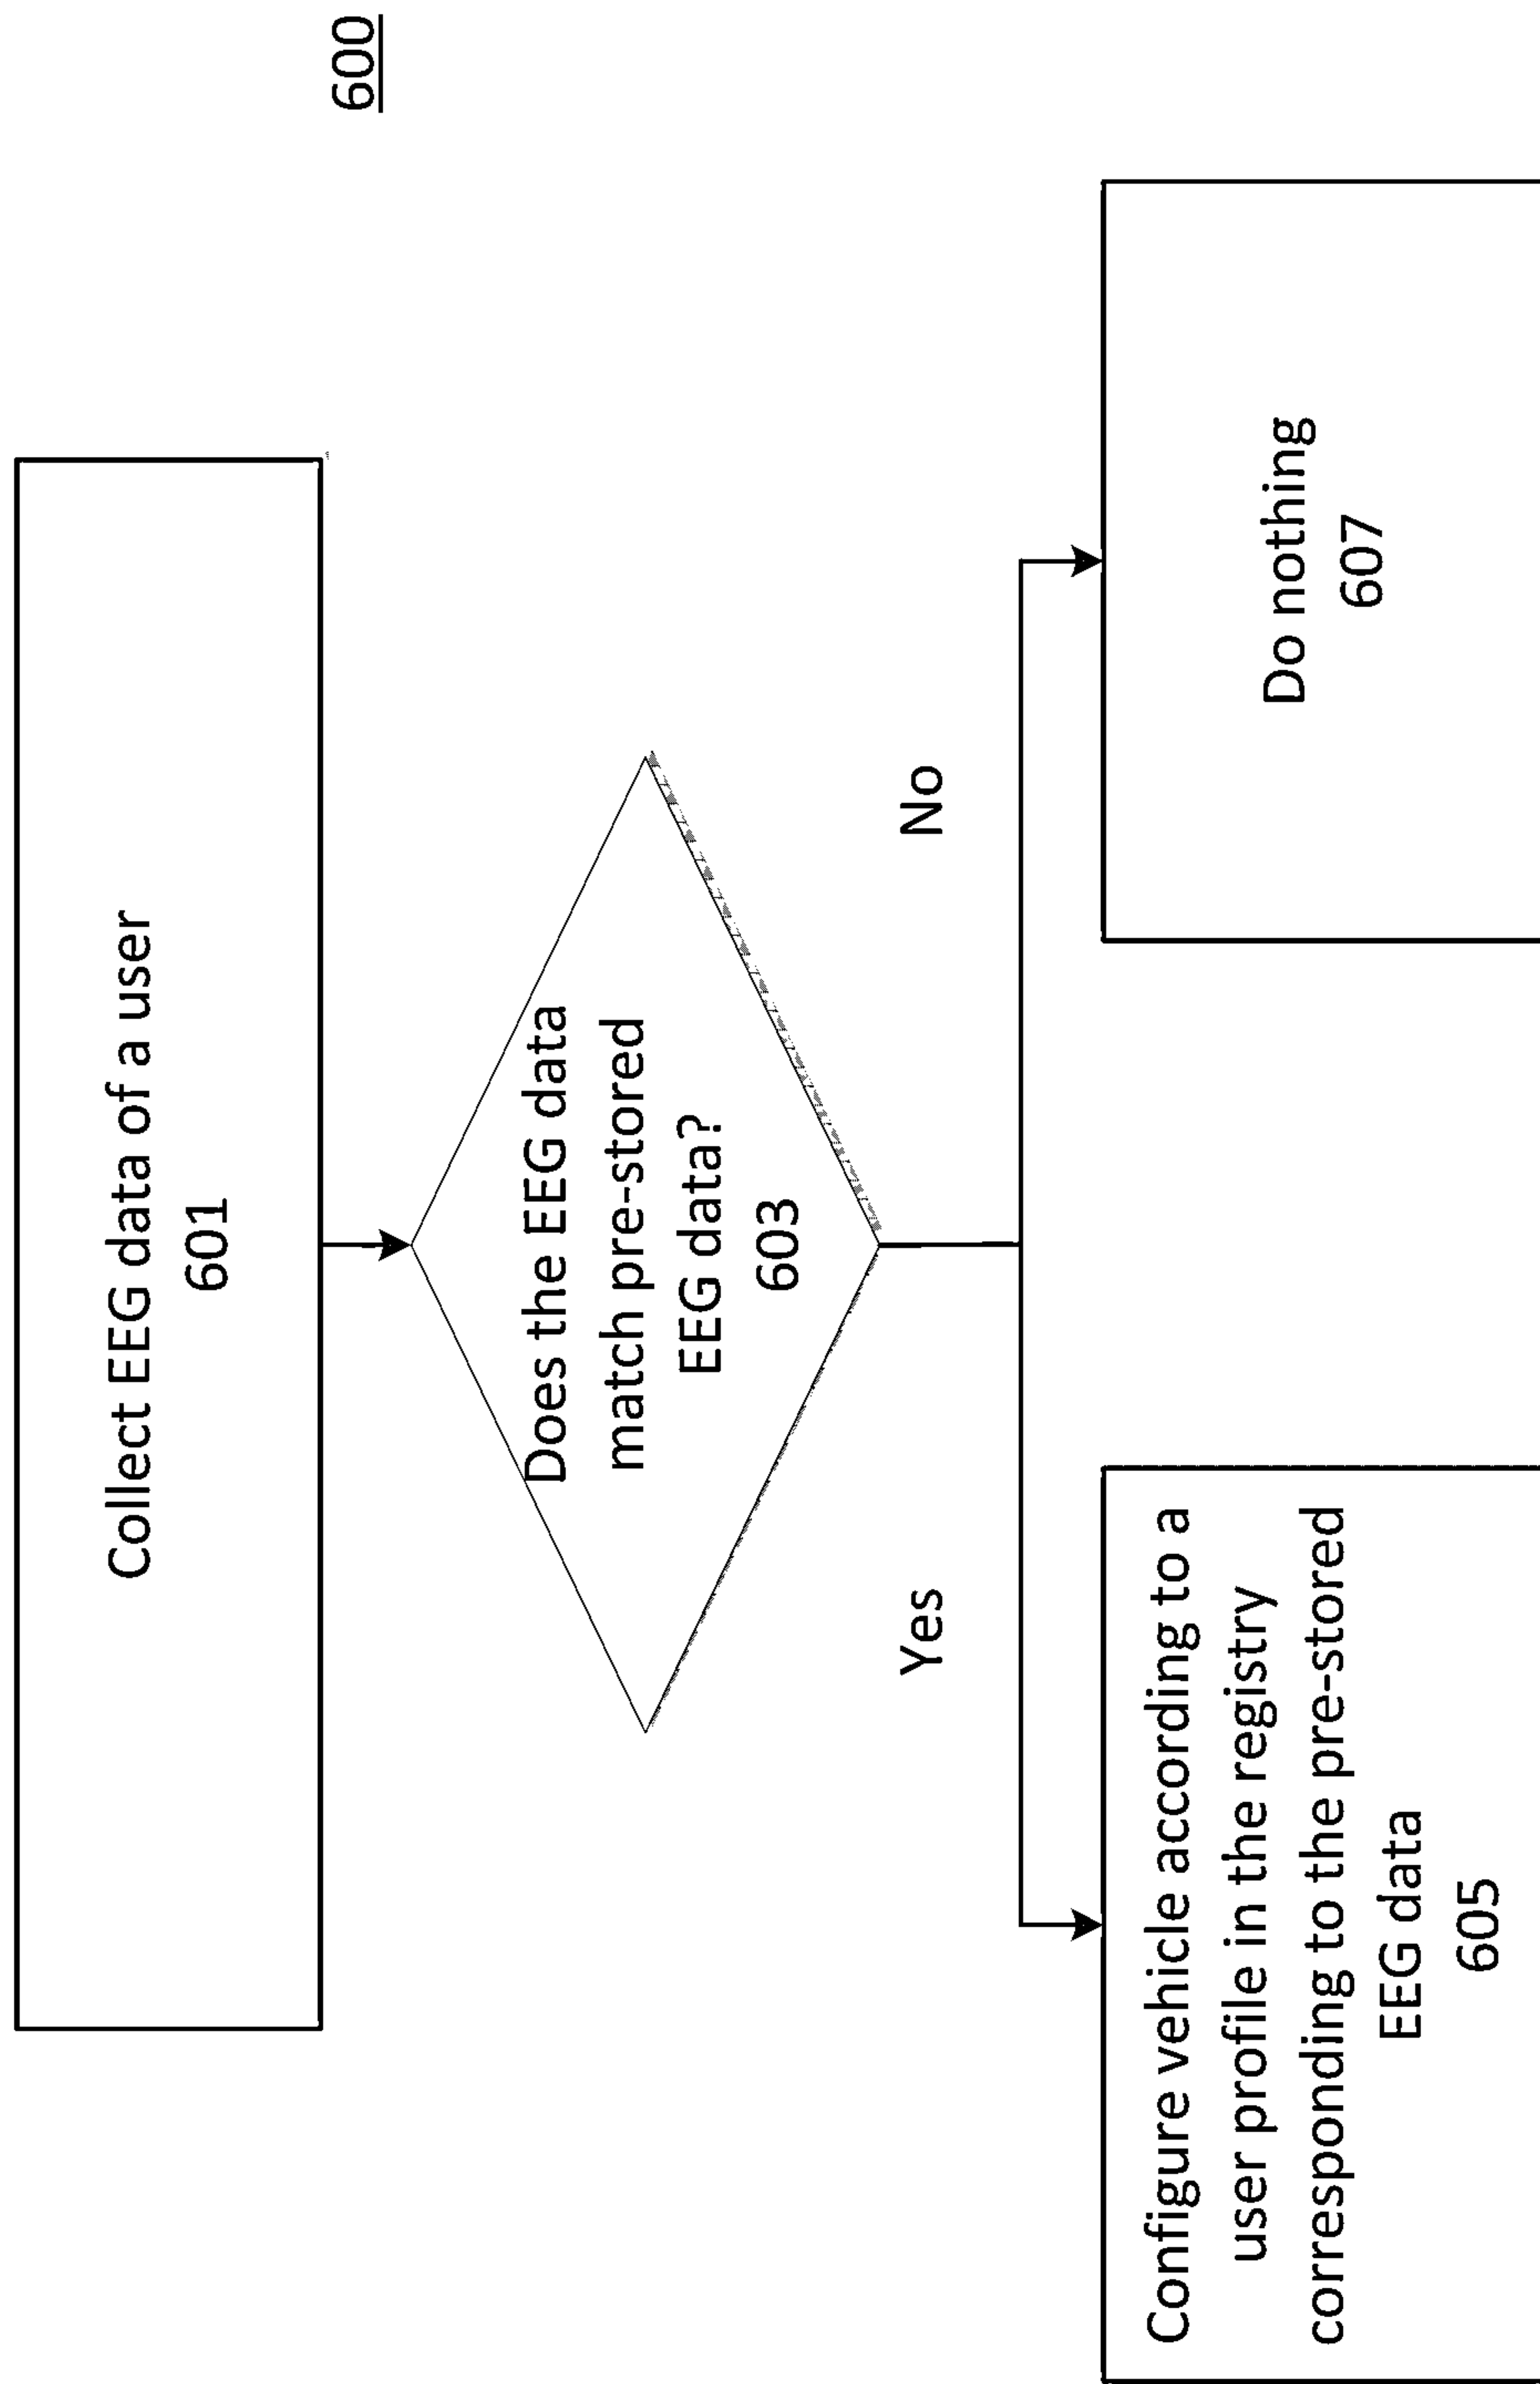 600
Collect EEG data of a user
601
Does the EEG data
match pre-stored
EEG data?
603
Yes
No
Configure vehicle according to a
user profile in the registry
corresponding to the pre-stored
EEG data
605
Do nothing
607